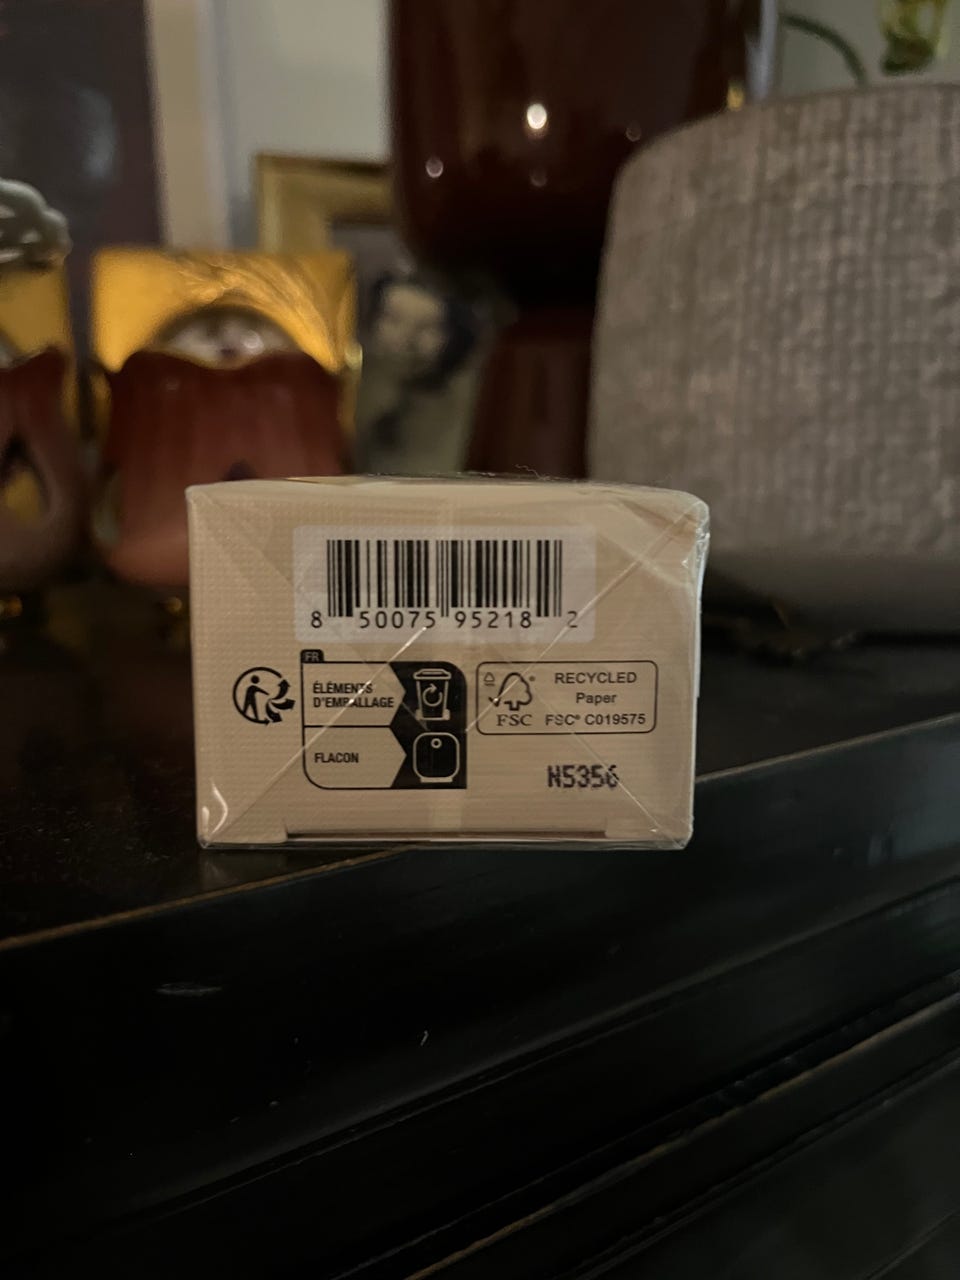 8 50075 95218 2
FR
ÉLÉMENTS
D'EMBALLAGE
FLACON
RECYCLED
Paper
FSC® C019575
FSC
N5356